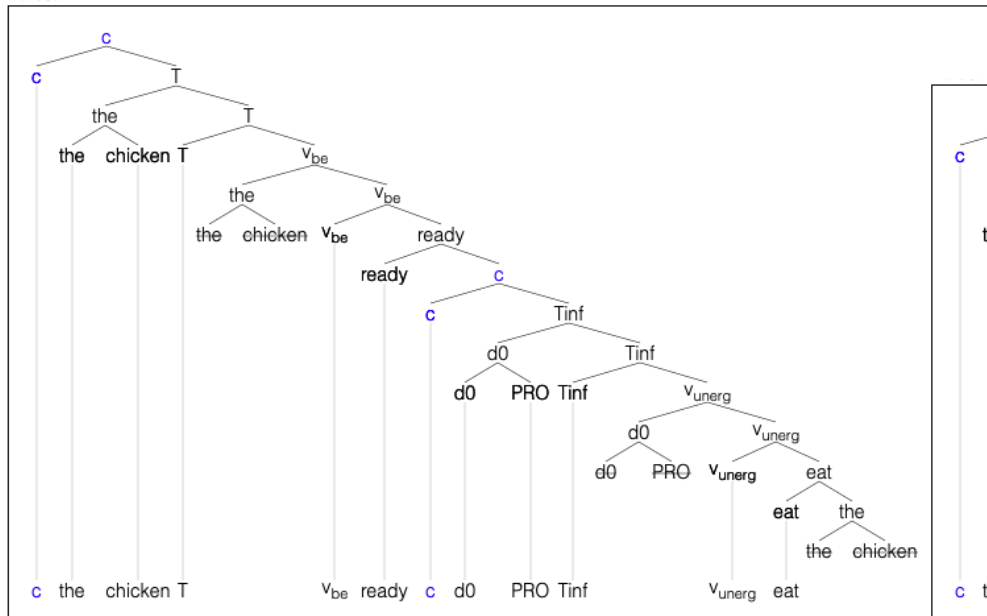 c
c T
the T
the chicken T v_be
the v_be
the chicken v_be ready
ready c
c Tinf
d0 Tinf
d0 PRO Tinf v_unerg
d0 v_unerg
d0 PRO v_unerg eat
eat the
the chicken
c the chicken T v_be ready c d0 PRO Tinf v_unerg eat
c
c